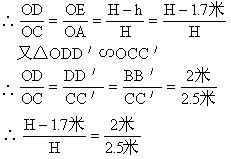 ∴ OD/OC = OE/OA = H-h/H = H-1.7米/H
又△ODD′ ∽OCC′
∴ OD/OC = DD′/CC′ = BB′/CC′ = 2米/2.5米
∴ H-1.7米/H = 2米/2.5米